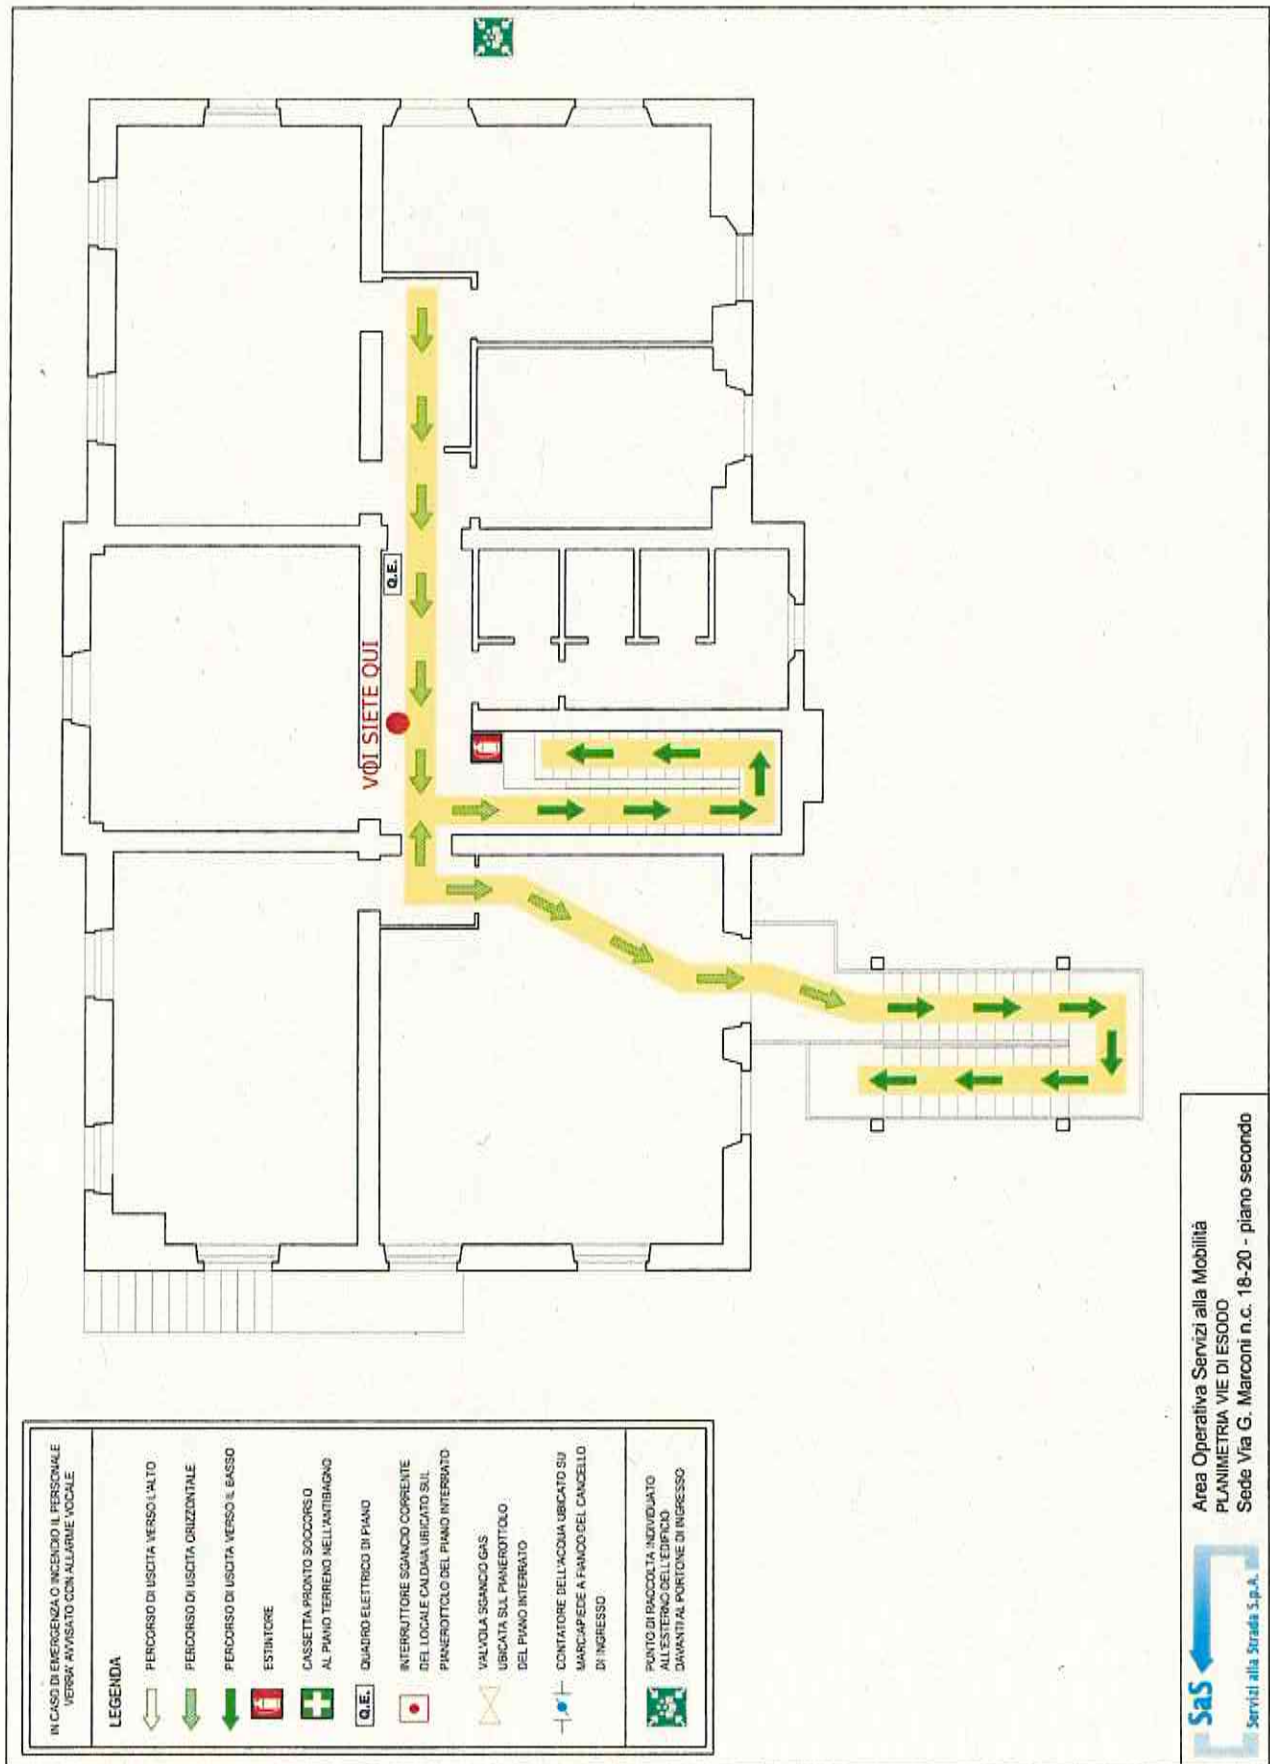 VOI SIETE QUI
Q.E.
IN CASO DI EMERGENZA O INCENDIO IL PERSONALE
VERRA' AVVISATO CON ALLARME VOCALE
LEGENDA
PERCORSO DI USCITA VERSO L'ALTO
PERCORSO DI USCITA ORIZZONTALE
PERCORSO DI USCITA VERSO IL BASSO
ESTINTORE
CASSETTA PRONTO SOCCORSO
AL PIANO TERRENO NELL'ANTIBAGNO
Q.E.
QUADRO ELETTRICO DI PIANO
INTERRUTTORE SGANCIO CORRENTE
DEL LOCALE CALDAIA UBICATO SUL
PIANEROTTOLO DEL PIANO INTERRATO
VALVOLA SGANCIO GAS
UBICATA SUL PIANEROTTOLO
DEL PIANO INTERRATO
CONTATORE DELL'ACQUA UBICATO SU
MARCIAPIEDE A FIANCO DEL CANCELLO
DI INGRESSO
PUNTO DI RACCOLTA INDIVIDUATO
ALL'ESTERNO DELL'EDIFICIO
DAVANTI AL PORTONE DI INGRESSO
SaS
Servizi alla Strada S.p.A.
Area Operativa Servizi alla Mobilità
PLANIMETRIA VIE DI ESODO
Sede Via G. Marconi n.c. 18-20 - piano secondo